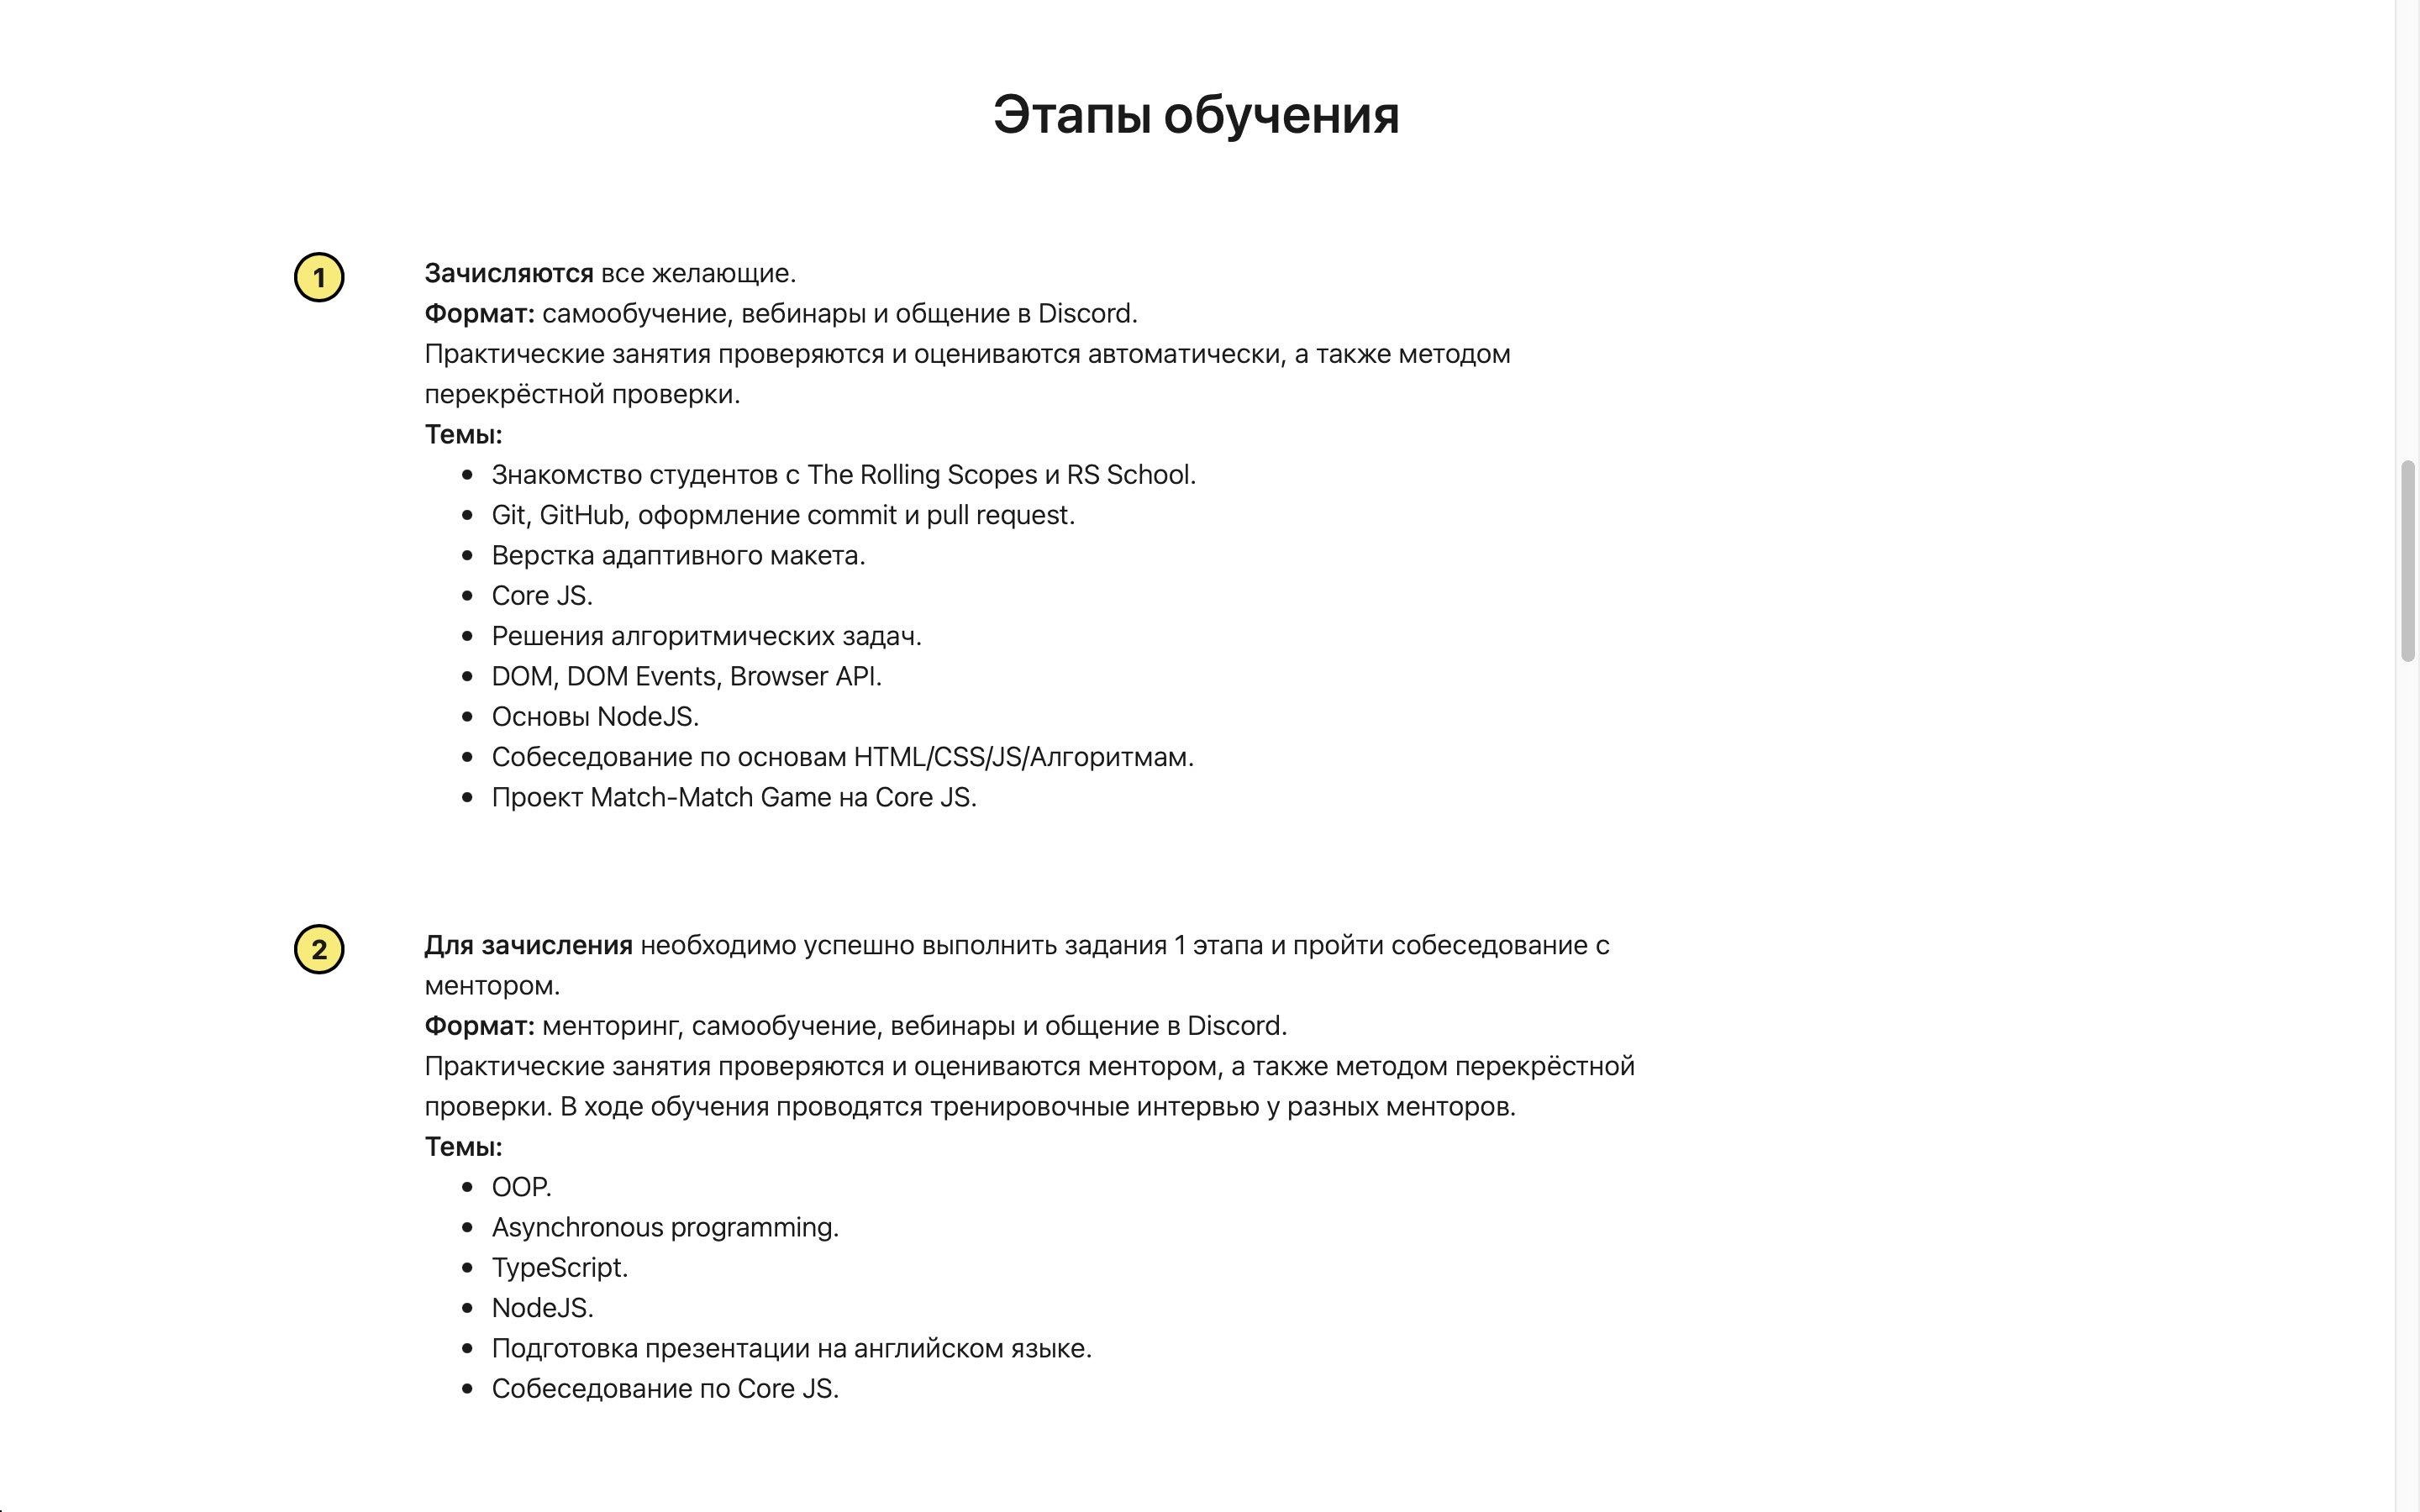 Этапы обучения
1
Зачисляются все желающие.
Формат: самообучение, вебинары и общение в Discord.
Практические занятия проверяются и оцениваются автоматически, а также методом
перекрёстной проверки.
Темы:
• Знакомство студентов с The Rolling Scopes и RS School.
• Git, GitHub, оформление commit и pull request.
• Верстка адаптивного макета.
• Core JS.
• Решения алгоритмических задач.
• DOM, DOM Events, Browser API.
• Основы NodeJS.
• Собеседование по основам HTML/CSS/JS/Алгоритмам.
• Проект Match-Match Game на Core JS.
2
Для зачисления необходимо успешно выполнить задания 1 этапа и пройти собеседование с
ментором.
Формат: менторинг, самообучение, вебинары и общение в Discord.
Практические занятия проверяются и оцениваются ментором, а также методом перекрёстной
проверки. В ходе обучения проводятся тренировочные интервью у разных менторов.
Темы:
• OOP.
• Asynchronous programming.
• TypeScript.
• NodeJS.
• Подготовка презентации на английском языке.
• Собеседование по Core JS.